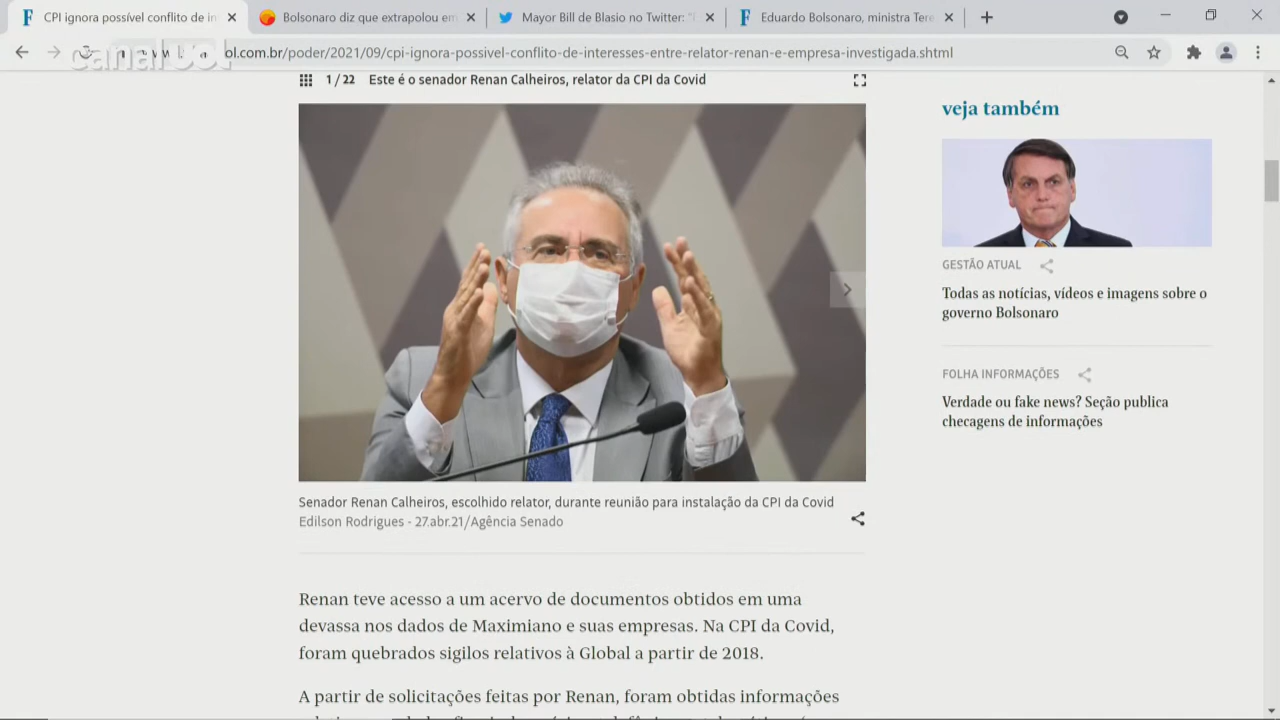 CPI ignora possível conflito de in
Bolsonaro diz que extrapolou em
Mayor Bill de Blasio no Twitter: "I
Eduardo Bolsonaro, ministra Tere
canal
ol.com.br/poder/2021/09/cpi-ignora-possivel-conflito-de-interesses-entre-relator-renan-e-empresa-investigada.shtml
1 / 22 Este é o senador Renan Calheiros, relator da CPI da Covid
Senador Renan Calheiros, escolhido relator, durante reunião para instalação da CPI da Covid
Edilson Rodrigues - 27.abr.21/Agência Senado
Renan teve acesso a um acervo de documentos obtidos em uma
devassa nos dados de Maximiano e suas empresas. Na CPI da Covid,
foram quebrados sigilos relativos à Global a partir de 2018.
A partir de solicitações feitas por Renan, foram obtidas informações
veja também
GESTÃO ATUAL
Todas as notícias, vídeos e imagens sobre o
governo Bolsonaro
FOLHA INFORMAÇÕES
Verdade ou fake news? Seção publica
checagens de informações